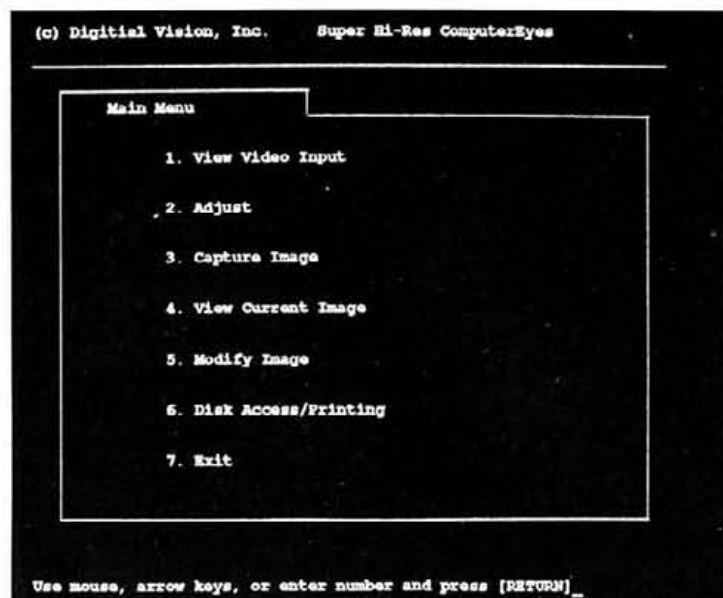 (c) Digitial Vision, Inc. Super Hi-Res ComputerEyes
Main Menu
1. View Video Input
2. Adjust
3. Capture Image
4. View Current Image
5. Modify Image
6. Disk Access/Printing
7. Exit
Use mouse, arrow keys, or enter number and press [RETURN]_